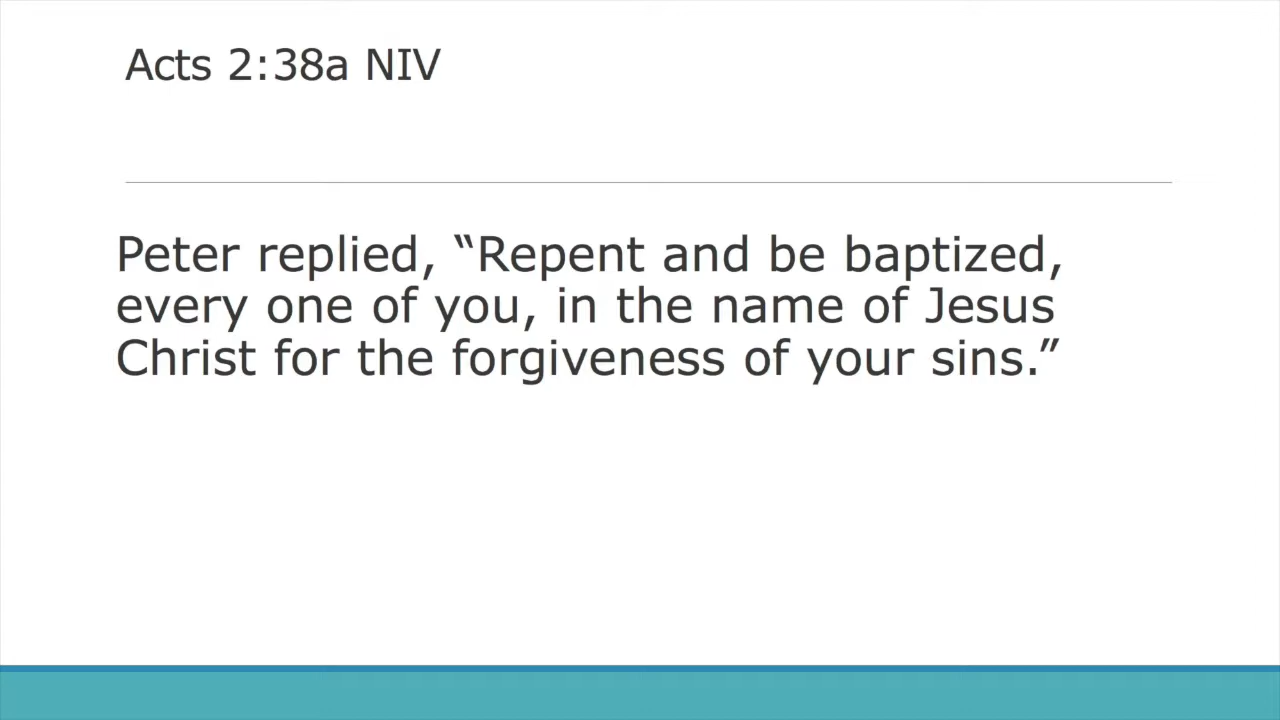 Acts 2:38a NIV
Peter replied, “Repent and be baptized,
every one of you, in the name of Jesus
Christ for the forgiveness of your sins.”